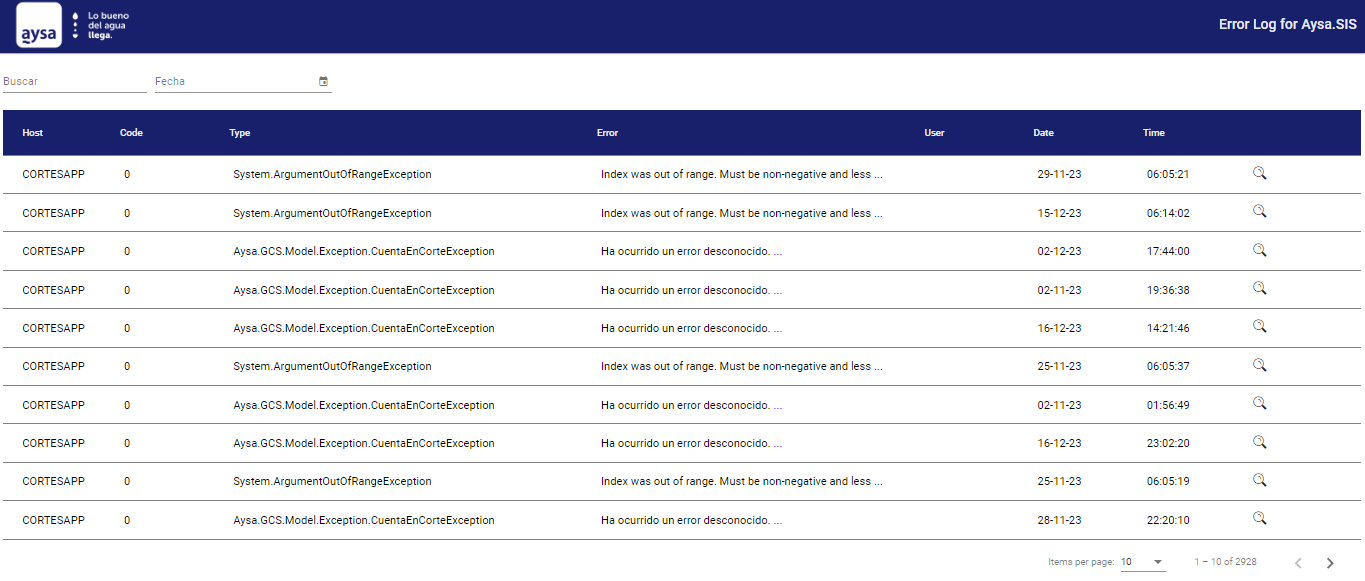 aysa
Lo bueno
del agua
llega.
Error Log for Aysa.SIS
Buscar Fecha
Host Code Type Error User Date Time
CORTESAPP 0 System.ArgumentOutOfRangeException Index was out of range. Must be non-negative and less ... 29-11-23 06:05:21
CORTESAPP 0 System.ArgumentOutOfRangeException Index was out of range. Must be non-negative and less ... 15-12-23 06:14:02
CORTESAPP 0 Aysa.GCS.Model.Exception.CuentaEnCorteException Ha ocurrido un error desconocido. ... 02-12-23 17:44:00
CORTESAPP 0 Aysa.GCS.Model.Exception.CuentaEnCorteException Ha ocurrido un error desconocido. ... 02-11-23 19:36:38
CORTESAPP 0 Aysa.GCS.Model.Exception.CuentaEnCorteException Ha ocurrido un error desconocido. ... 16-12-23 14:21:46
CORTESAPP 0 System.ArgumentOutOfRangeException Index was out of range. Must be non-negative and less ... 25-11-23 06:05:37
CORTESAPP 0 Aysa.GCS.Model.Exception.CuentaEnCorteException Ha ocurrido un error desconocido. ... 02-11-23 01:56:49
CORTESAPP 0 Aysa.GCS.Model.Exception.CuentaEnCorteException Ha ocurrido un error desconocido. ... 16-12-23 23:02:20
CORTESAPP 0 System.ArgumentOutOfRangeException Index was out of range. Must be non-negative and less ... 25-11-23 06:05:19
CORTESAPP 0 Aysa.GCS.Model.Exception.CuentaEnCorteException Ha ocurrido un error desconocido. ... 28-11-23 22:20:10
Items per page: 10 1 – 10 of 2928